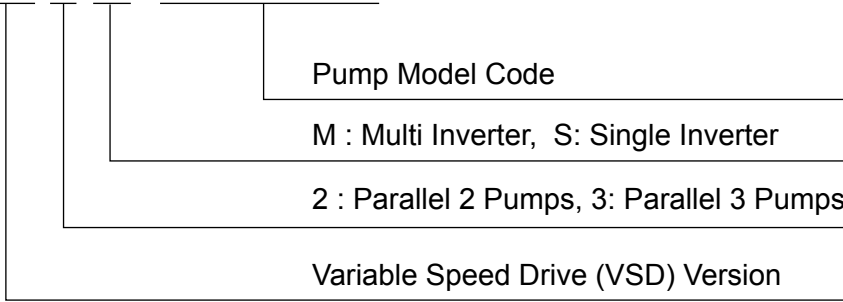 Pump Model Code
M : Multi Inverter, S: Single Inverter
2 : Parallel 2 Pumps, 3: Parallel 3 Pumps
Variable Speed Drive (VSD) Version